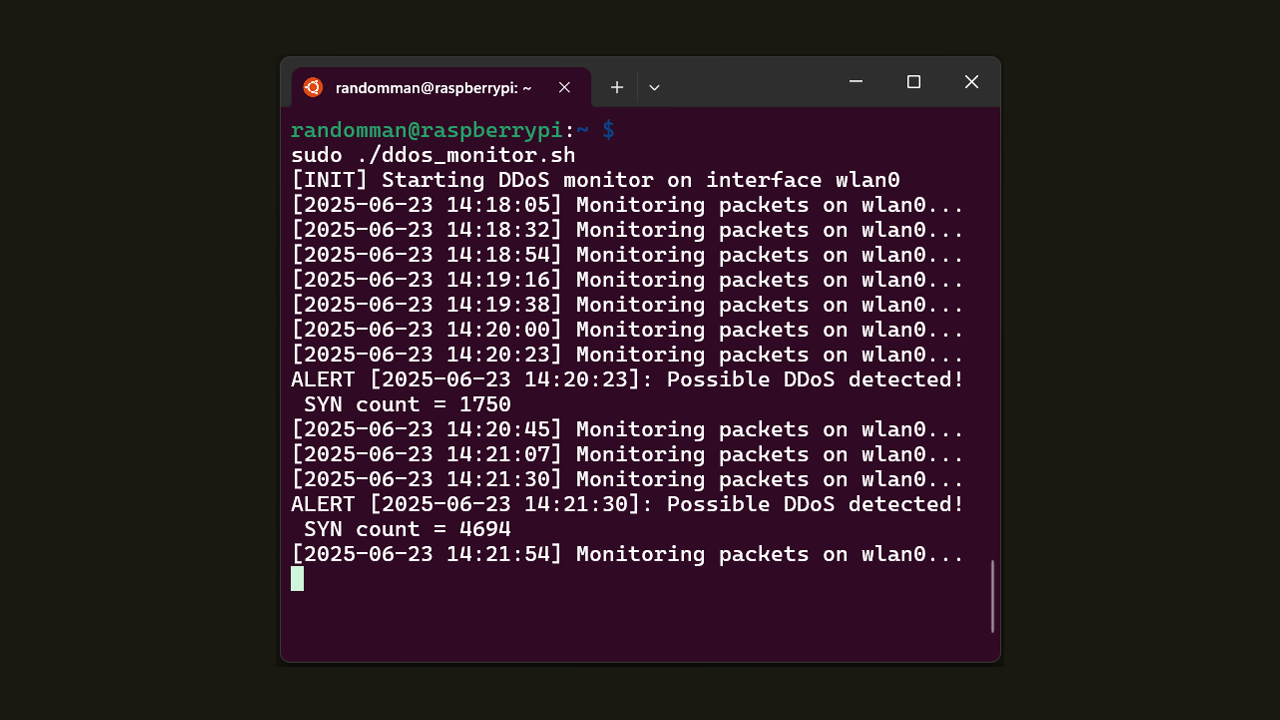 randomman@raspberrypi: ~
randomman@raspberrypi:~ $
sudo ./ddos_monitor.sh
[INIT] Starting DDoS monitor on interface wlan0
[2025-06-23 14:18:05] Monitoring packets on wlan0...
[2025-06-23 14:18:32] Monitoring packets on wlan0...
[2025-06-23 14:18:54] Monitoring packets on wlan0...
[2025-06-23 14:19:16] Monitoring packets on wlan0...
[2025-06-23 14:19:38] Monitoring packets on wlan0...
[2025-06-23 14:20:00] Monitoring packets on wlan0...
[2025-06-23 14:20:23] Monitoring packets on wlan0...
ALERT [2025-06-23 14:20:23]: Possible DDoS detected!
 SYN count = 1750
[2025-06-23 14:20:45] Monitoring packets on wlan0...
[2025-06-23 14:21:07] Monitoring packets on wlan0...
[2025-06-23 14:21:30] Monitoring packets on wlan0...
ALERT [2025-06-23 14:21:30]: Possible DDoS detected!
 SYN count = 4694
[2025-06-23 14:21:54] Monitoring packets on wlan0...